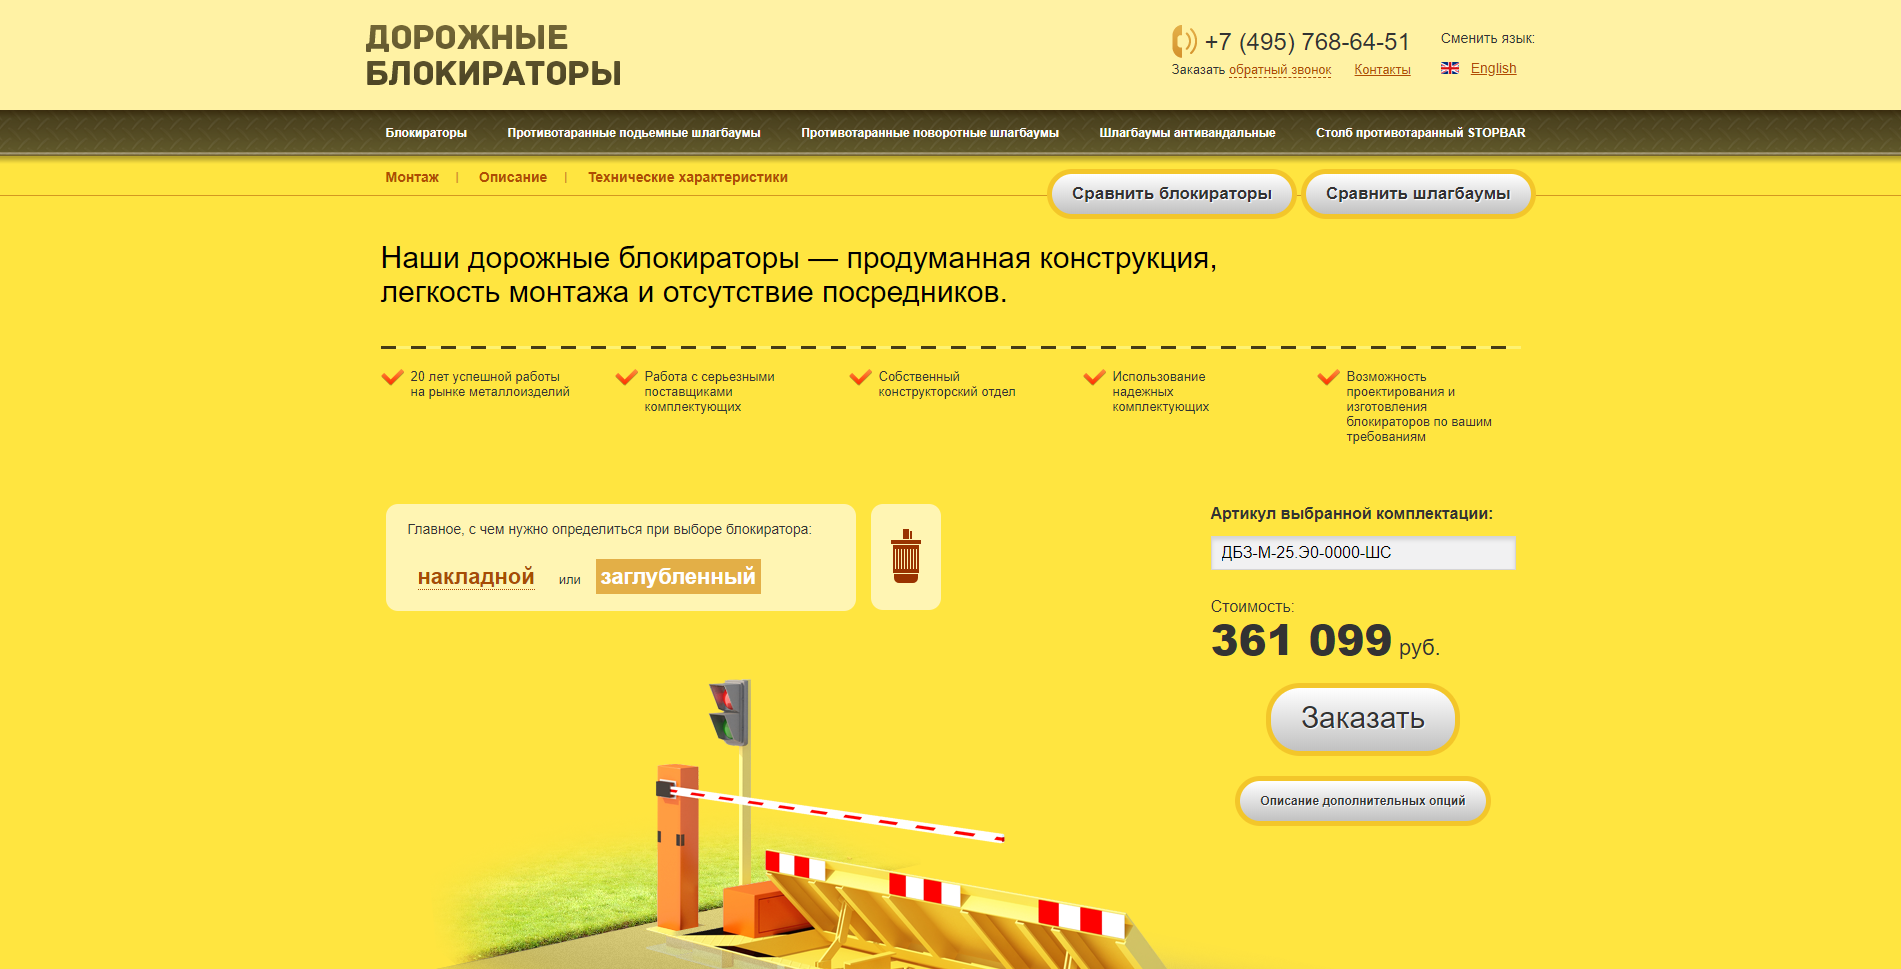 ДОРОЖНЫЕ
БЛОКИРАТОРЫ
+7 (495) 768-64-51
Заказать обратный звонок Контакты
Сменить язык:
English
Блокираторы Противотаранные подьемные шлагбаумы Противотаранные поворотные шлагбаумы Шлагбаумы антивандальные Столб противотаранный STOPBAR
Монтаж | Описание | Технические характеристики
Сравнить блокираторы Сравнить шлагбаумы
Наши дорожные блокираторы — продуманная конструкция,
легкость монтажа и отсутствие посредников.
20 лет успешной работы
на рынке металлоизделий
Работа с серьезными
поставщиками
комплектующих
Собственный
конструкторский отдел
Использование
надежных
комплектующих
Возможность
проектирования и
изготовления
блокираторов по вашим
требованиям
Главное, с чем нужно определиться при выборе блокиратора:
накладной или заглубленный
Артикул выбранной комплектации:
ДБЗ-М-25.Э0-0000-ШС
Стоимость:
361 099 руб.
Заказать
Описание дополнительных опций